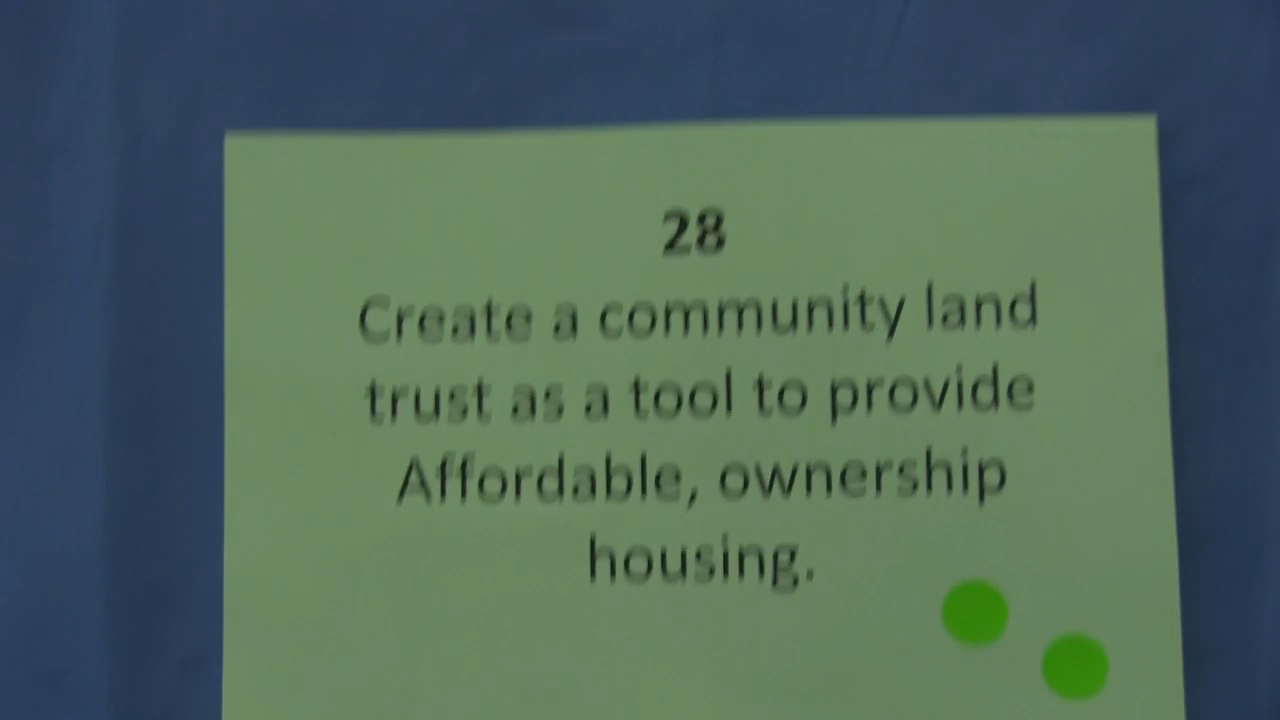 28
Create a community land
trust as a tool to provide
Affordable, ownership
housing.